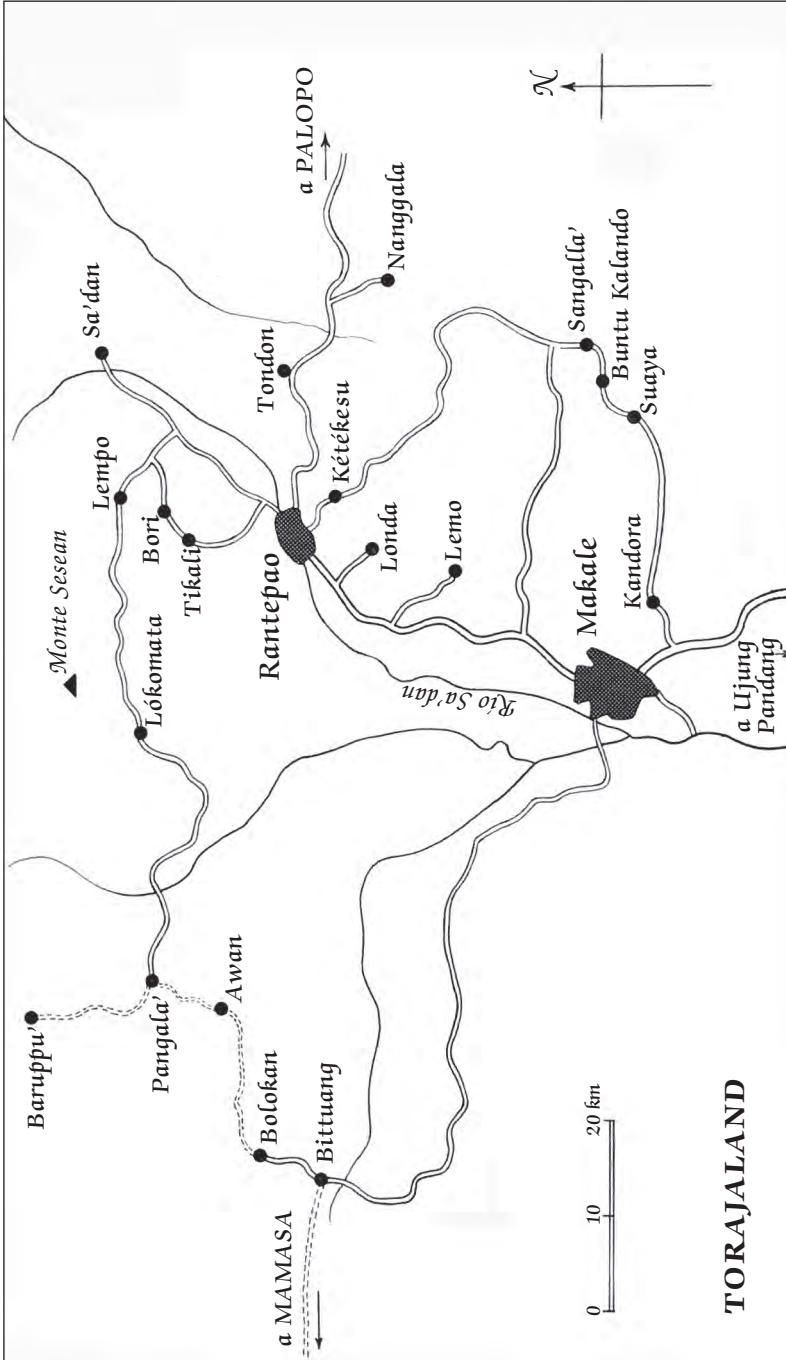 Baruppu'
Pangala'
Awan
Bolokan
Bittuang
a MAMASA
Lókomata
Monte Sesean
Lempo
Bori
Tikali
Sa'dan
Rantepao
Tondon
a PALOPO
Nanggala
Kétékesu
Londa
Lemo
Río Sa'dan
Makale
Kandora
Sangalla'
Buntu Kalando
Suaya
a Ujung
Pandang
N
0 10 20 km
TORAJALAND